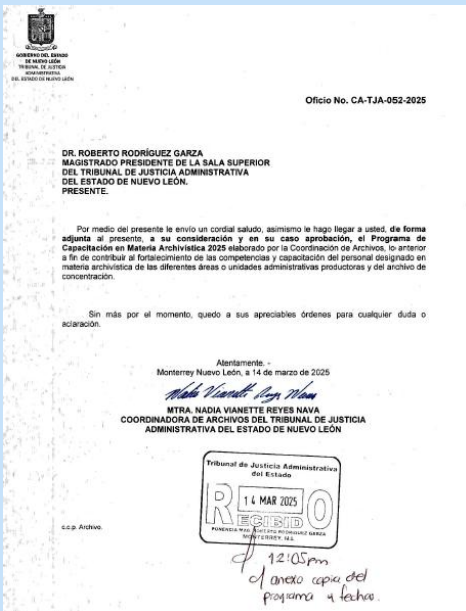 GOBIERNO DEL ESTADO
DE NUEVO LEÓN
TRIBUNAL DE JUSTICIA
ADMINISTRATIVA
DEL ESTADO DE NUEVO LEÓN
Oficio No. CA-TJA-052-2025
DR. ROBERTO RODRÍGUEZ GARZA
MAGISTRADO PRESIDENTE DE LA SALA SUPERIOR
DEL TRIBUNAL DE JUSTICIA ADMINISTRATIVA
DEL ESTADO DE NUEVO LEÓN.
PRESENTE.
Por medio del presente le envío un cordial saludo, asimismo le hago llegar a usted, de forma
adjunta al presente, a su consideración y en su caso aprobación, el Programa de
Capacitación en Materia Archivística 2025 elaborado por la Coordinación de Archivos, lo anterior
a fin de contribuir al fortalecimiento de las competencias y capacitación del personal designado en
materia archivística de las diferentes áreas o unidades administrativas productoras y del archivo de
concentración.
Sin más por el momento, quedo a sus apreciables órdenes para cualquier duda o
aclaración.
Atentamente. -
Monterrey Nuevo León, a 14 de marzo de 2025
MTRA. NADIA VIANETTE REYES NAVA
COORDINADORA DE ARCHIVOS DEL TRIBUNAL DE JUSTICIA
ADMINISTRATIVA DEL ESTADO DE NUEVO LEÓN
Tribunal de Justicia Administrativa
del Estado
14 MAR 2025
RECIBIDO
PONENCIA MAG. ROBERTO RODRIGUEZ GARZA
MONTERREY, N.L.
c.c.p. Archivo.
12:05pm
c/ anexo copia del
programa y fechas.